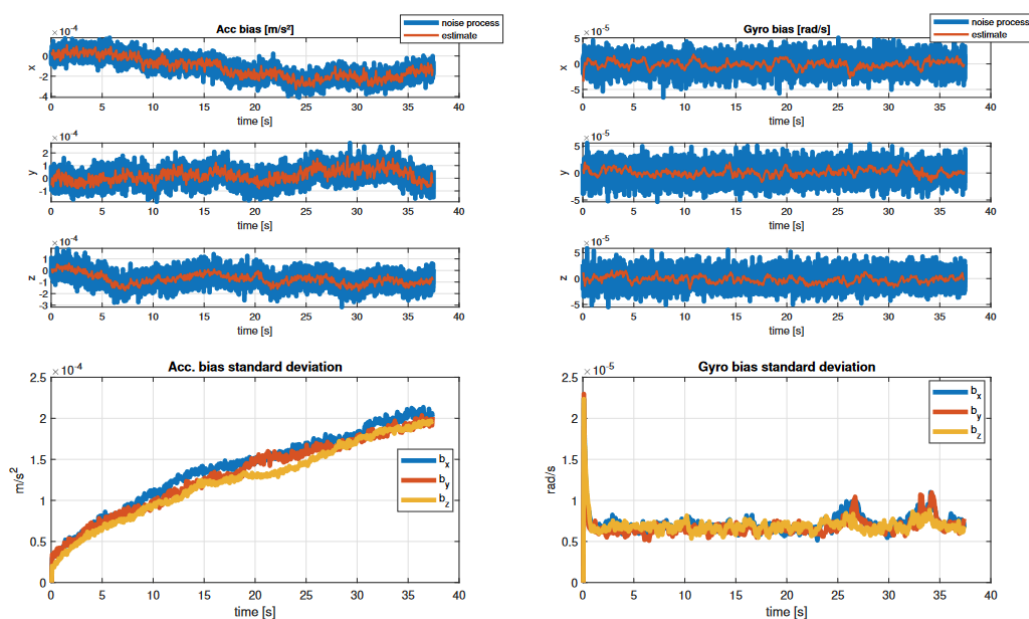 Acc bias [m/s²]
noise process
estimate
×10⁻⁴
x
0
-2
-4
0 5 10 15 20 25 30 35 40
time [s]
×10⁻⁴
y
2
1
0
-1
0 5 10 15 20 25 30 35 40
time [s]
×10⁻⁴
z
1
0
-1
-2
-3
0 5 10 15 20 25 30 35 40
time [s]
Gyro bias [rad/s]
noise process
estimate
×10⁻⁵
x
5
0
-5
0 5 10 15 20 25 30 35 40
time [s]
×10⁻⁵
y
5
0
-5
0 5 10 15 20 25 30 35 40
time [s]
×10⁻⁵
z
5
0
-5
0 5 10 15 20 25 30 35 40
time [s]
Acc. bias standard deviation
×10⁻⁴
m/s²
2.5
2
1.5
1
0.5
0
b_x
b_y
b_z
0 5 10 15 20 25 30 35 40
time [s]
Gyro bias standard deviation
×10⁻⁵
rad/s
2.5
2
1.5
1
0.5
0
b_x
b_y
b_z
0 5 10 15 20 25 30 35 40
time [s]